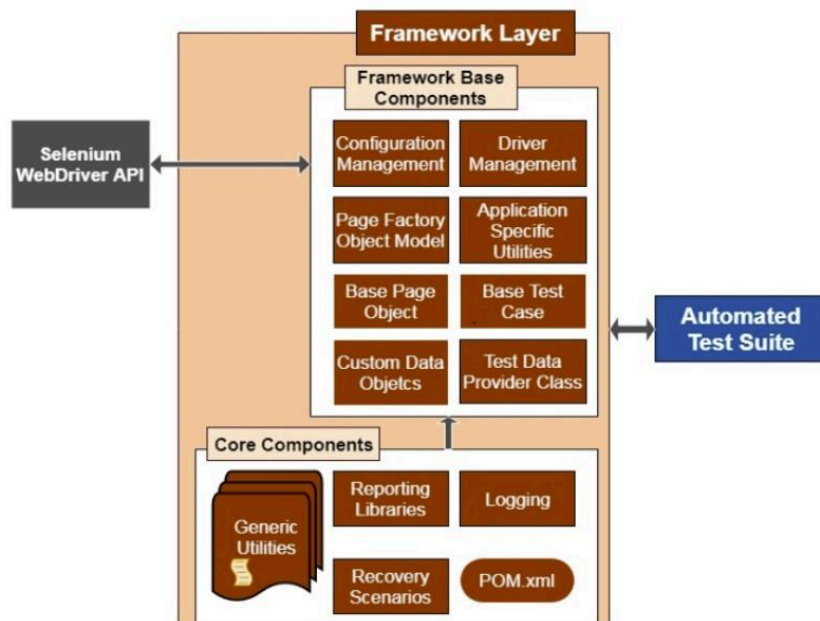 Framework Layer
Framework Base
Components
Selenium
WebDriver API
Configuration
Management
Driver
Management
Page Factory
Object Model
Application
Specific
Utilities
Base Page
Object
Base Test
Case
Custom Data
Objetcs
Test Data
Provider Class
Automated
Test Suite
Core Components
Generic
Utilities
Reporting
Libraries
Logging
Recovery
Scenarios
POM.xml